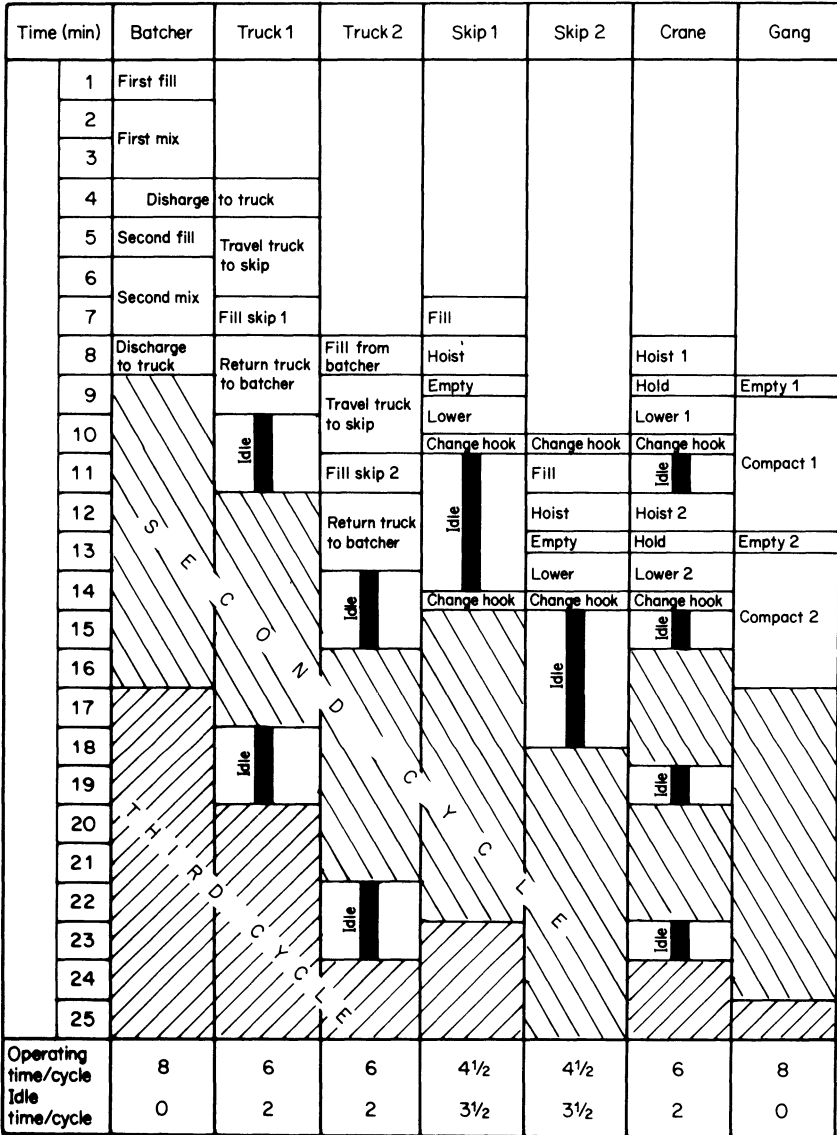 Time (min) Batcher Truck 1 Truck 2 Skip 1 Skip 2 Crane Gang
1 First fill
2
First mix
3
4 Disharge to truck
5 Second fill Travel truck
to skip
6
Second mix
7 Fill skip 1 Fill
8 Discharge
to truck Return truck
to batcher Fill from
batcher Hoist Hoist 1
9 Travel truck
to skip Empty Hold Empty 1
Lower Lower 1
10 Idle Change hook Change hook Change hook
11 Fill skip 2 Idle Fill Idle Compact 1
12 Return truck
to batcher Hoist Hoist 2
13 Empty Hold Empty 2
14 Idle Lower Lower 2
Change hook Change hook Change hook
15 Idle Idle Compact 2
16
17
18 Idle
19 Idle
20
21
22 Idle
23 Idle
24
25
SECOND CYCLE
THIRD CYCLE
Operating
time/cycle 8 6 6 4½ 4½ 6 8
Idle
time/cycle 0 2 2 3½ 3½ 2 0